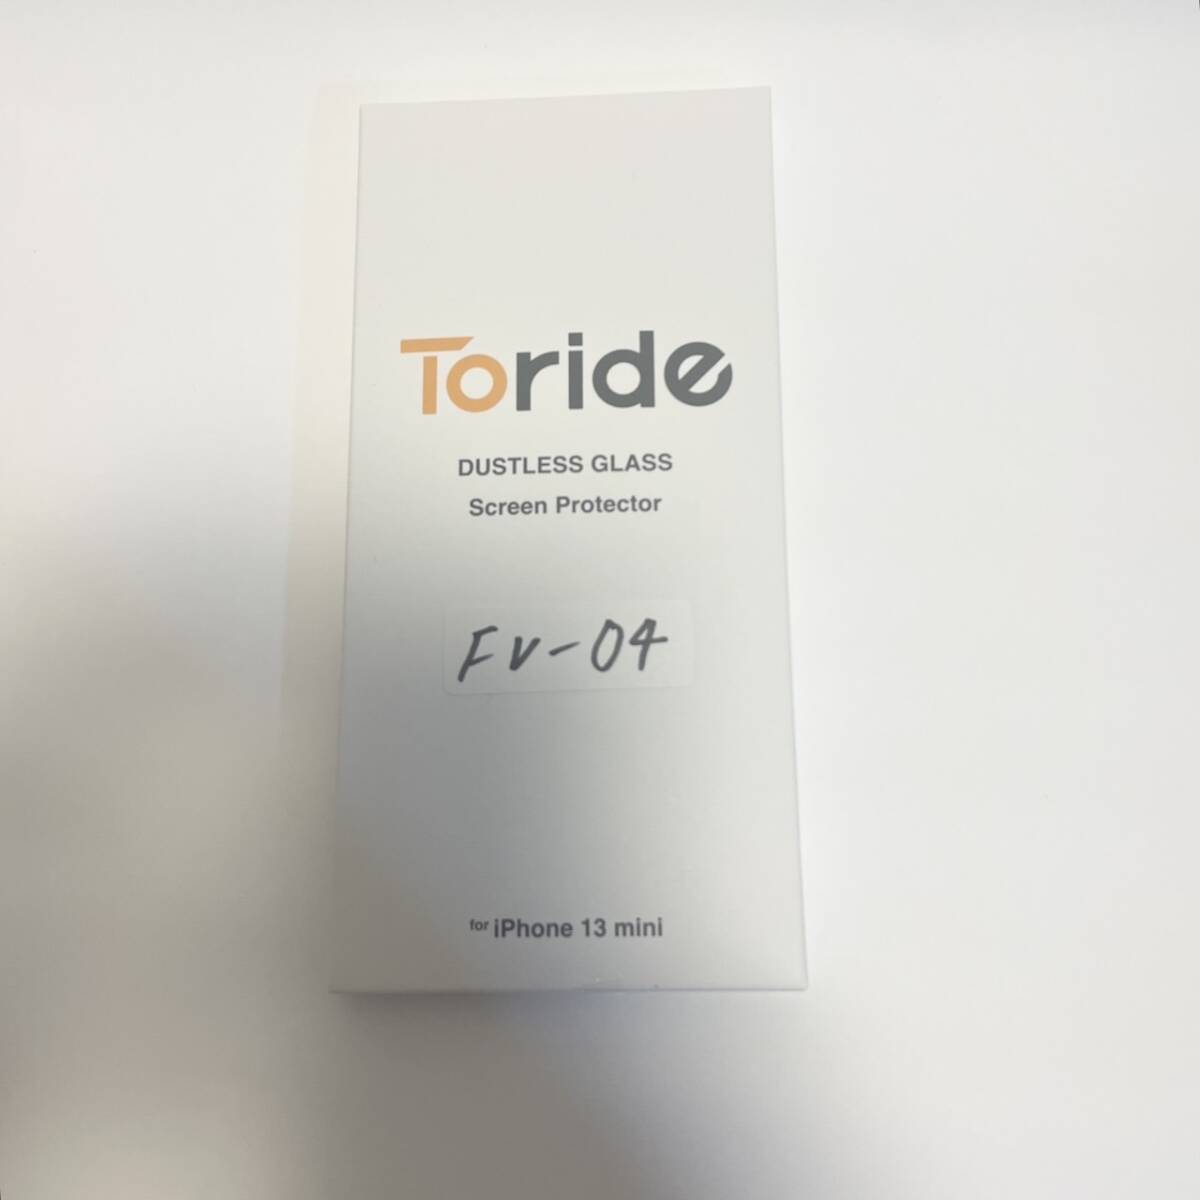 Toride
DUSTLESS GLASS
Screen Protector
FV-04
for iPhone 13 mini